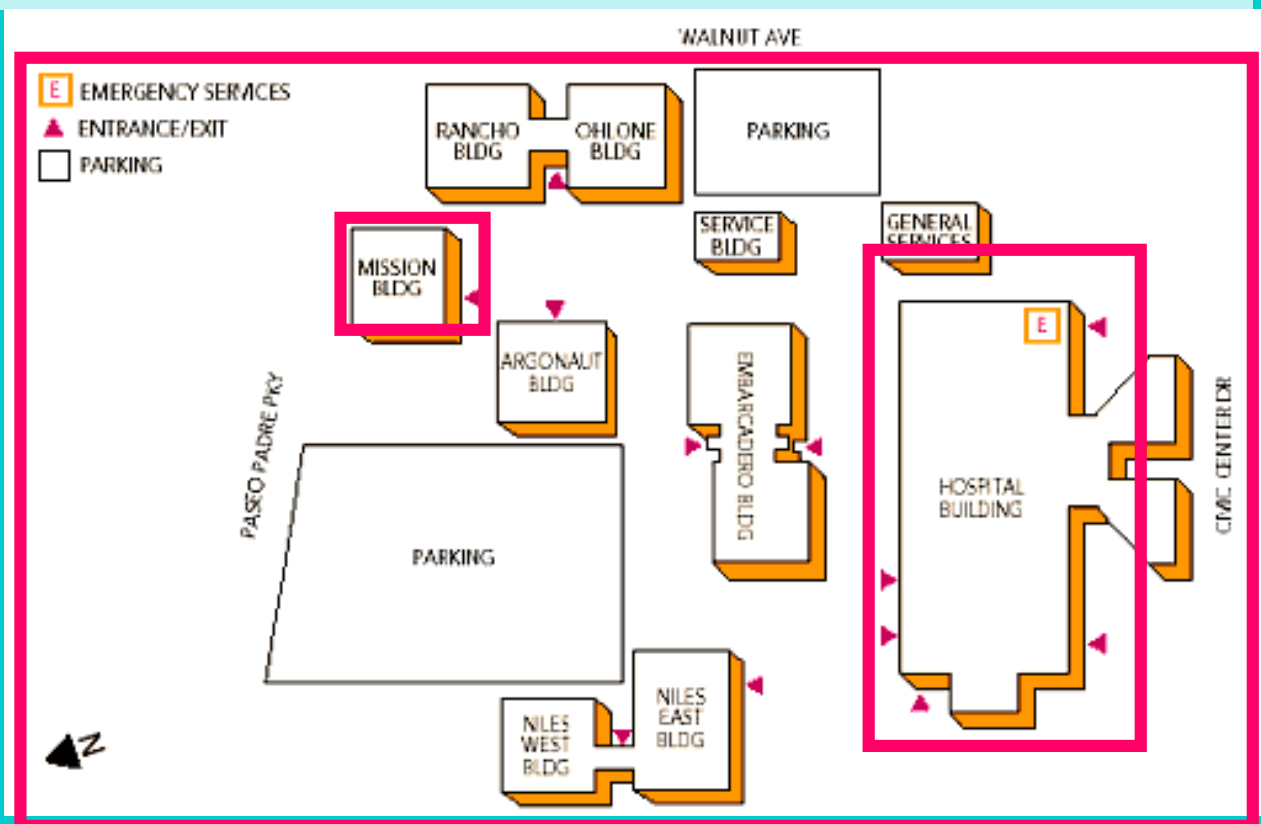 WALNUT AVE
E EMERGENCY SERVICES
ENTRANCE/EXIT
PARKING
RANCHO
BLDG
OHLONE
BLDG
PARKING
SERVICE
BLDG
GENERAL
SERVICES
MISSION
BLDG
ARGONAUT
BLDG
EMBARCADERO BLDG
E
HOSPITAL
BUILDING
CIVIC CENTER DR
PASEO PADRE PKY
PARKING
NILES
WEST
BLDG
NILES
EAST
BLDG
N